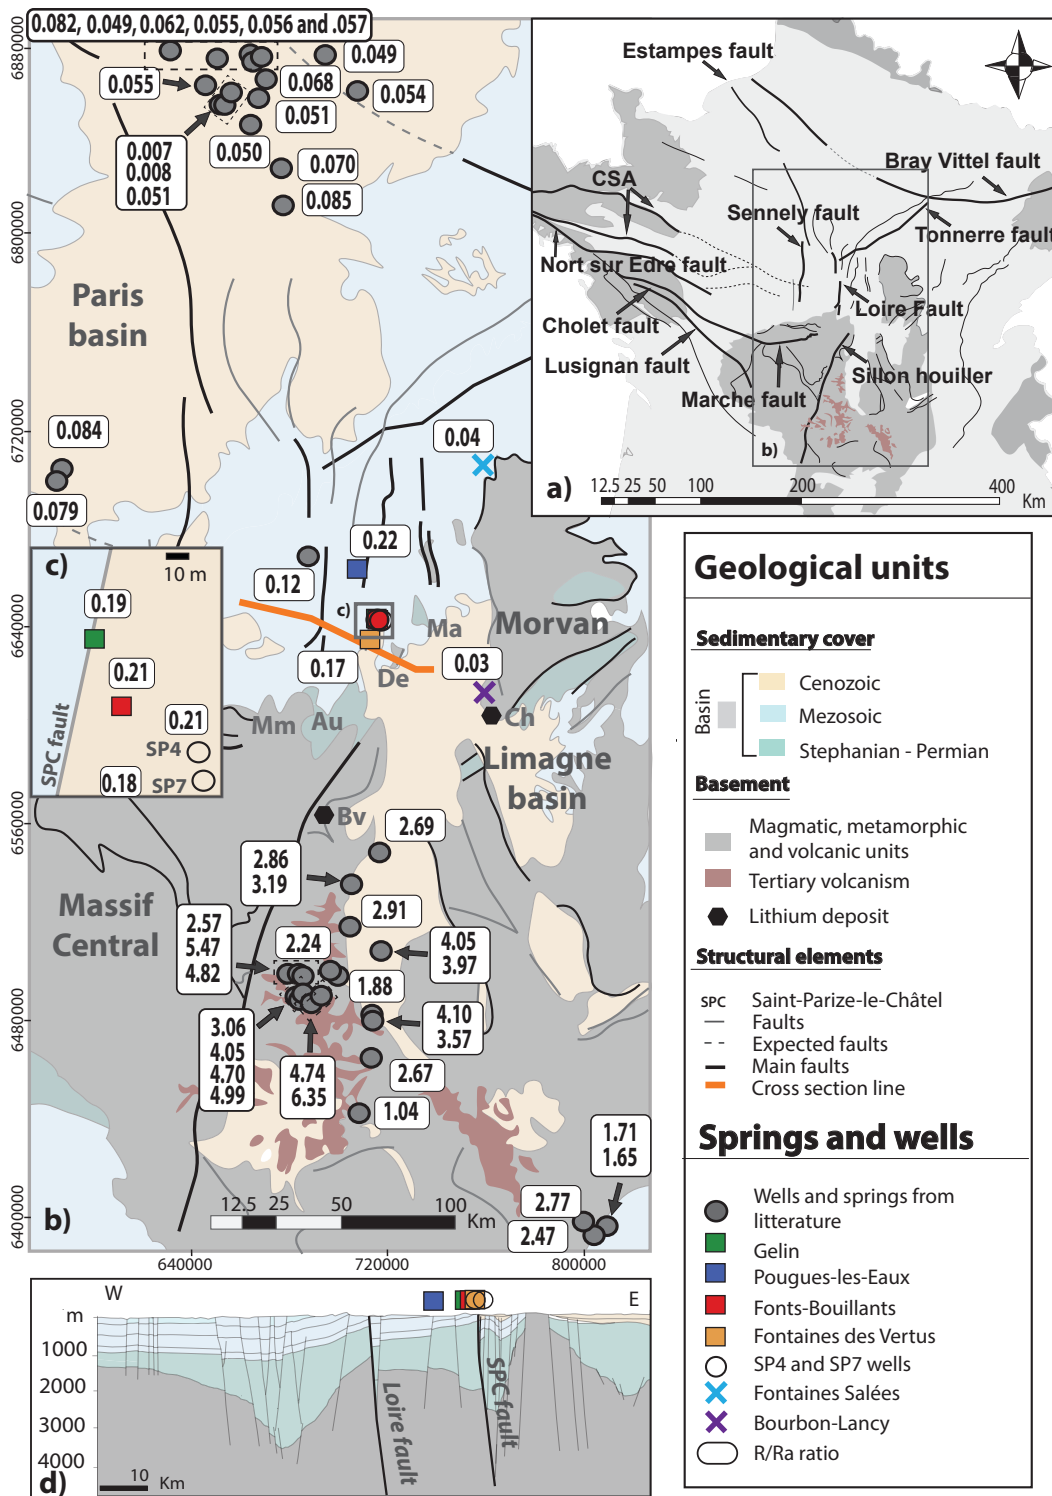 0.082, 0.049, 0.062, 0.055, 0.056 and .057
6880000
0.049
0.055
0.068
0.054
0.051
0.007
0.008
0.051
0.050
0.070
0.085
6800000
Paris
basin
6720000
0.084
0.079
0.04
0.22
0.12
c)
0.17
6640000
Ma
De
Morvan
0.03
Ch
Mm
Au
Limagne
basin
6560000
Bv
2.69
2.86
3.19
Massif
Central
2.91
2.57
5.47
4.82
2.24
4.05
3.97
1.88
6480000
3.06
4.05
4.70
4.99
4.10
3.57
4.74
6.35
2.67
1.04
1.71
1.65
2.77
2.47
6400000
b)
12.5
25
50
100
Km
640000
720000
800000
Estampes fault
Bray Vittel fault
CSA
Sennely fault
Tonnerre fault
Nort sur Edre fault
Loire Fault
Cholet fault
Lusignan fault
Sillon houiller
Marche fault
b)
a)
12.5 25 50
100
200
400
Km
c)
10 m
0.19
0.21
0.21
SP4
SP7
0.18
SPC fault
Geological units
Sedimentary cover
Basin
Cenozoic
Mezosoic
Stephanian - Permian
Basement
Magmatic, metamorphic
and volcanic units
Tertiary volcanism
Lithium deposit
Structural elements
SPC Saint-Parize-le-Châtel
Faults
Expected faults
Main faults
Cross section line
Springs and wells
Wells and springs from
litterature
Gelin
Pougues-les-Eaux
Fonts-Bouillants
Fontaines des Vertus
SP4 and SP7 wells
Fontaines Salées
Bourbon-Lancy
R/Ra ratio
W
E
m
1000
2000
3000
4000
Loire fault
SPC fault
d)
10
Km